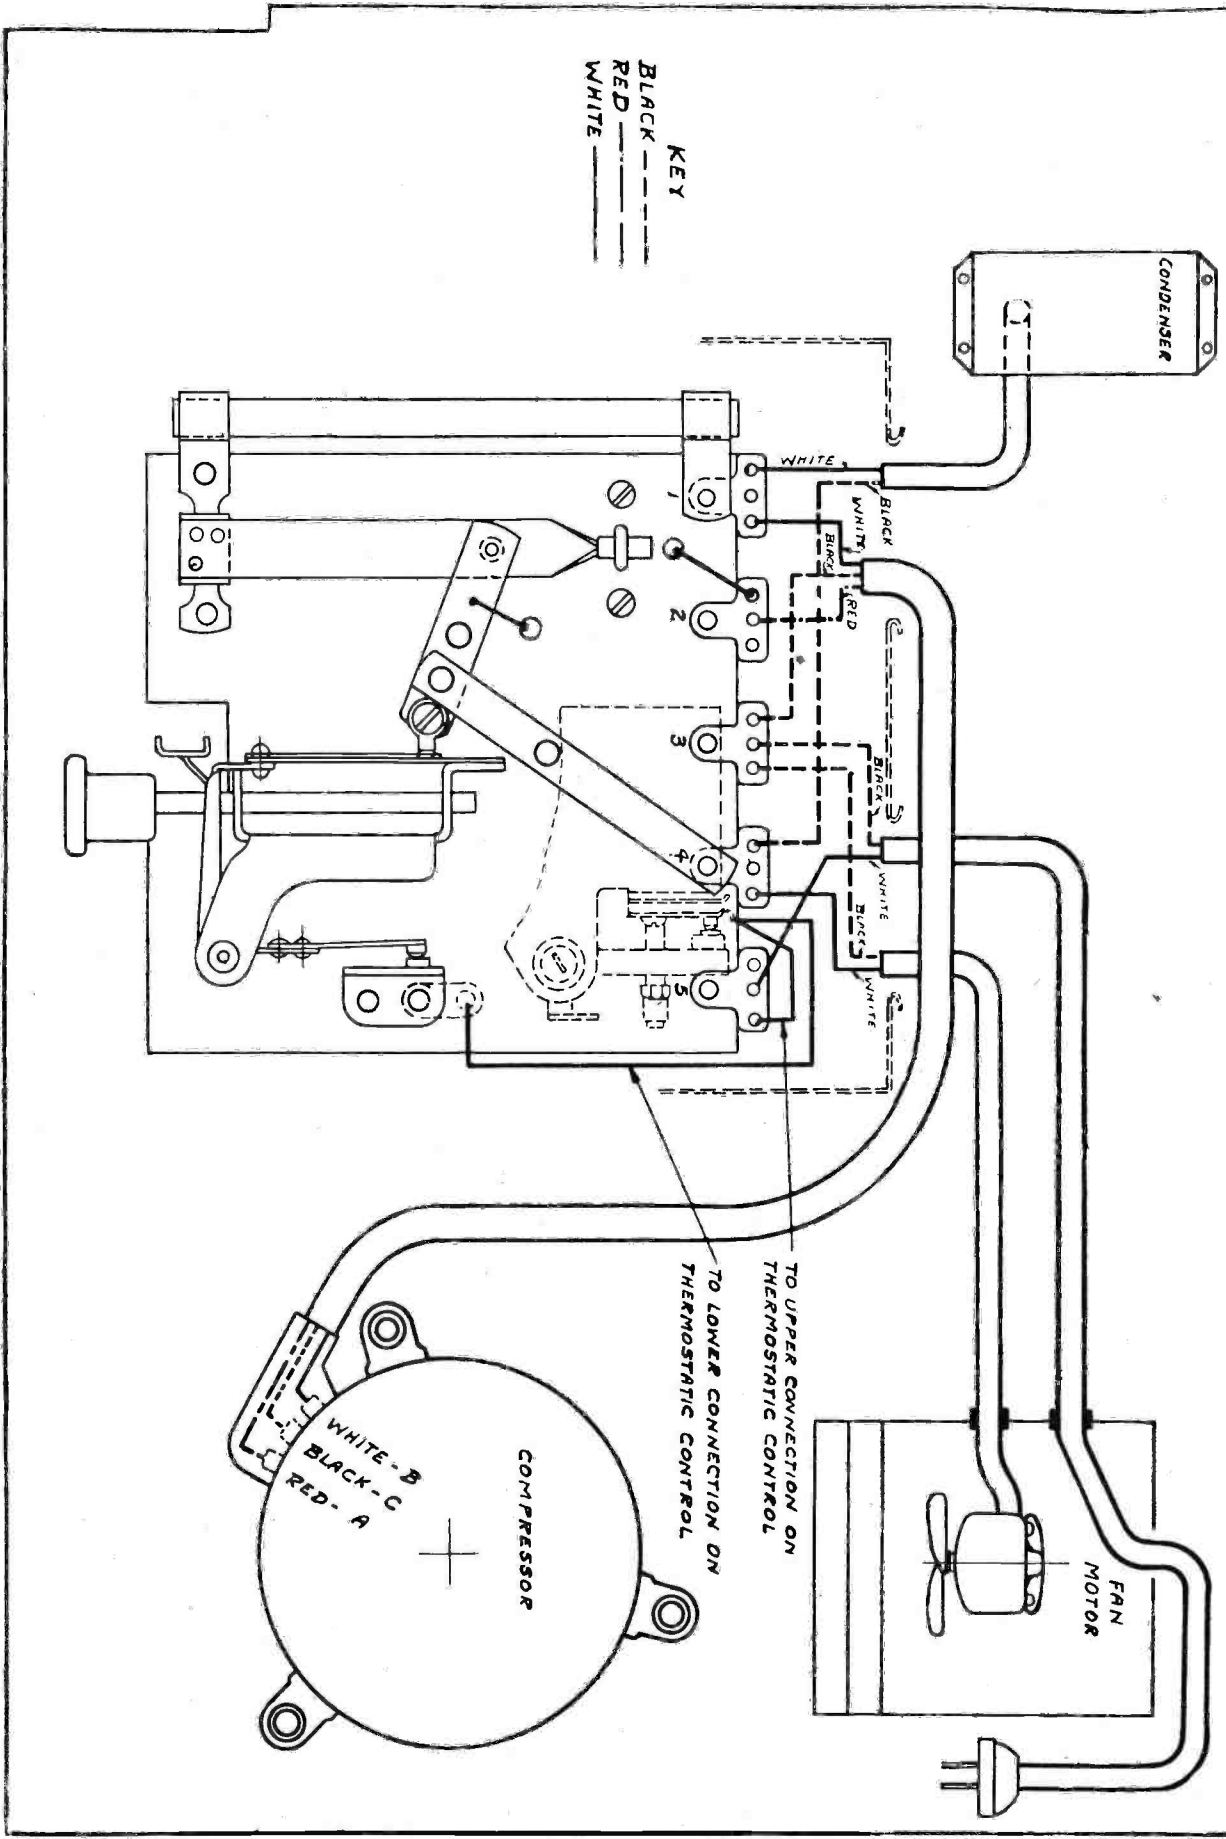 KEY
BLACK
RED
WHITE
CONDENSER
WHITE
BLACK
WHITE
BLACK
RED
BLACK
WHITE
BLACK
WHITE
1
2
3
4
5
TO UPPER CONNECTION ON
THERMOSTATIC CONTROL
TO LOWER CONNECTION ON
THERMOSTATIC CONTROL
FAN
MOTOR
COMPRESSOR
WHITE-B
BLACK-C
RED-A